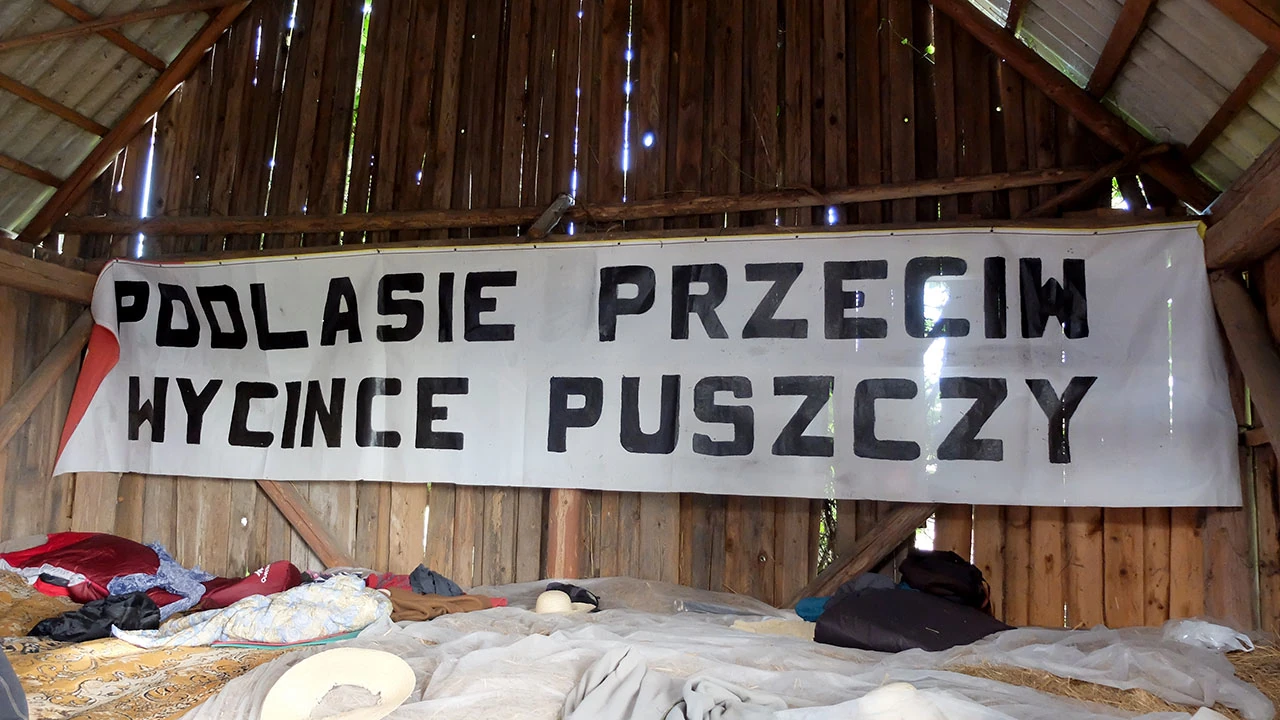 PODLASIE PRZECIW
WYCINCE PUSZCZY